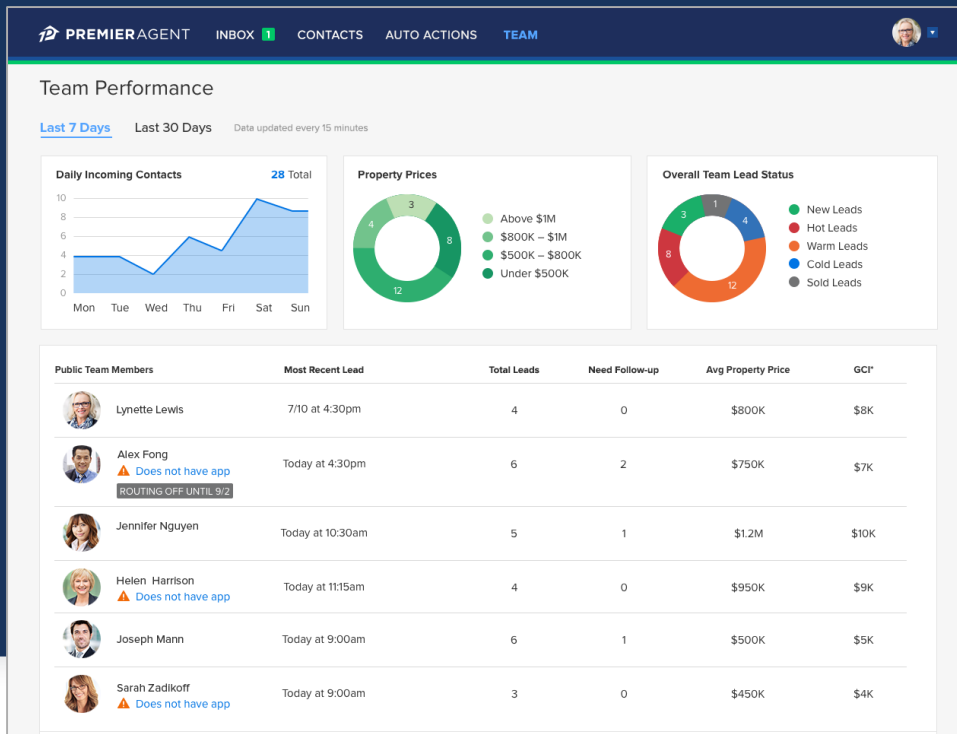 PREMIERAGENT INBOX 1 CONTACTS AUTO ACTIONS TEAM
Team Performance
Last 7 Days Last 30 Days Data updated every 15 minutes
Daily Incoming Contacts 28 Total
10
8
6
4
2
0
Mon Tue Wed Thu Fri Sat Sun
Property Prices
3
4
8
12
Above $1M
$800K – $1M
$500K – $800K
Under $500K
Overall Team Lead Status
1
3
4
8
12
New Leads
Hot Leads
Warm Leads
Cold Leads
Sold Leads
Public Team Members Most Recent Lead Total Leads Need Follow-up Avg Property Price GCI*
Lynette Lewis 7/10 at 4:30pm 4 0 $800K $8K
Alex Fong
Does not have app
ROUTING OFF UNTIL 9/2
Today at 4:30pm 6 2 $750K $7K
Jennifer Nguyen Today at 10:30am 5 1 $1.2M $10K
Helen Harrison
Does not have app
Today at 11:15am 4 0 $950K $9K
Joseph Mann Today at 9:00am 6 1 $500K $5K
Sarah Zadikoff
Does not have app
Today at 9:00am 3 0 $450K $4K